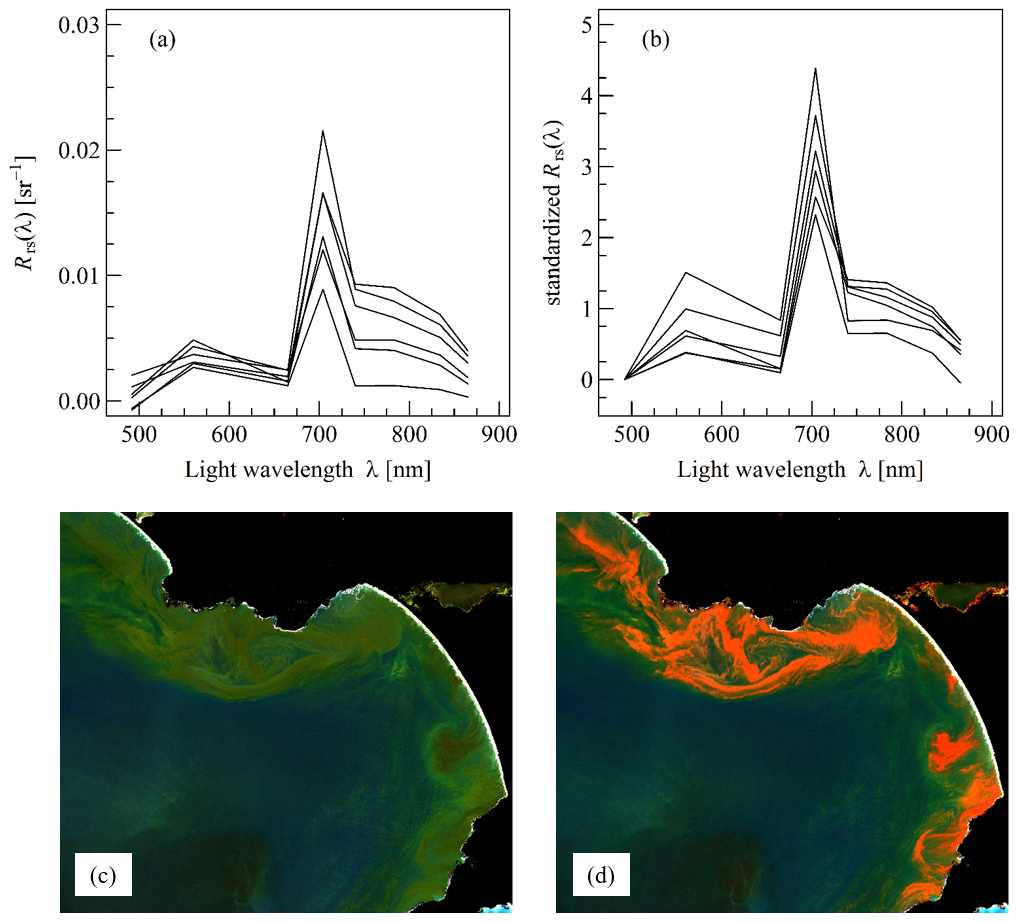 (a)
0.03
0.02
0.01
0.00
R_rs(λ) [sr⁻¹]
500 600 700 800 900
Light wavelength λ [nm]
(b)
5
4
3
2
1
0
standardized R_rs(λ)
500 600 700 800 900
Light wavelength λ [nm]
(c)
(d)